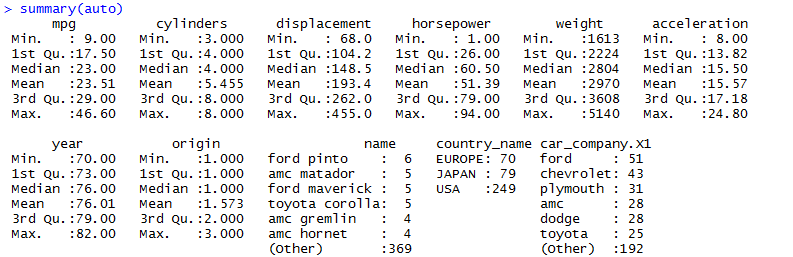 > summary(auto)
mpg cylinders displacement horsepower weight acceleration
Min. : 9.00 Min. :3.000 Min. : 68.0 Min. : 1.00 Min. :1613 Min. : 8.00
1st Qu.:17.50 1st Qu.:4.000 1st Qu.:104.2 1st Qu.:26.00 1st Qu.:2224 1st Qu.:13.82
Median :23.00 Median :4.000 Median :148.5 Median :60.50 Median :2804 Median :15.50
Mean :23.51 Mean :5.455 Mean :193.4 Mean :51.39 Mean :2970 Mean :15.57
3rd Qu.:29.00 3rd Qu.:8.000 3rd Qu.:262.0 3rd Qu.:79.00 3rd Qu.:3608 3rd Qu.:17.18
Max. :46.60 Max. :8.000 Max. :455.0 Max. :94.00 Max. :5140 Max. :24.80
year origin name country_name car_company.X1
Min. :70.00 Min. :1.000 ford pinto : 6 EUROPE: 70 ford : 51
1st Qu.:73.00 1st Qu.:1.000 amc matador : 5 JAPAN : 79 chevrolet: 43
Median :76.00 Median :1.000 ford maverick : 5 USA :249 plymouth : 31
Mean :76.01 Mean :1.573 toyota corolla: 5 amc : 28
3rd Qu.:79.00 3rd Qu.:2.000 amc gremlin : 4 dodge : 28
Max. :82.00 Max. :3.000 amc hornet : 4 toyota : 25
(Other) :369 (Other) :192